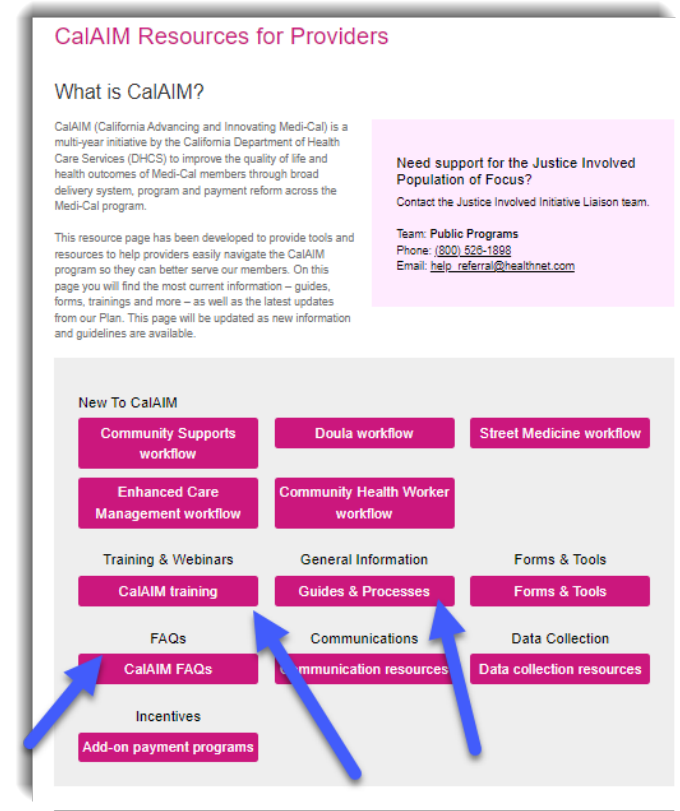 CalAIM Resources for Providers
What is CalAIM?
CalAIM (California Advancing and Innovating Medi-Cal) is a
multi-year initiative by the California Department of Health
Care Services (DHCS) to improve the quality of life and
health outcomes of Medi-Cal members through broad
delivery system, program and payment reform across the
Medi-Cal program.
This resource page has been developed to provide tools and
resources to help providers easily navigate the CalAIM
program so they can better serve our members. On this
page you will find the most current information – guides,
forms, trainings and more – as well as the latest updates
from our Plan. This page will be updated as new information
and guidelines are available.
Need support for the Justice Involved
Population of Focus?
Contact the Justice Involved Initiative Liaison team.
Team: Public Programs
Phone: (800) 526-1898
Email: help_referral@healthnet.com
New To CalAIM
Community Supports
workflow
Doula workflow
Street Medicine workflow
Enhanced Care
Management workflow
Community Health Worker
workflow
Training & Webinars
General Information
Forms & Tools
CalAIM training
Guides & Processes
Forms & Tools
FAQs
Communications
Data Collection
CalAIM FAQs
Communication resources
Data collection resources
Incentives
Add-on payment programs